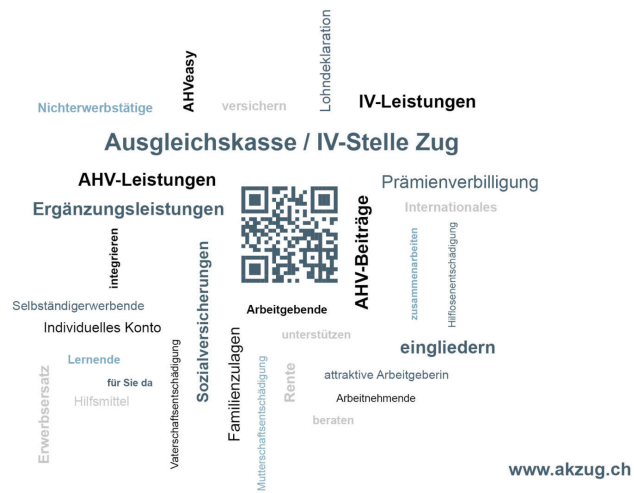 Lohndeklaration
AHVeasy
Nichterwerbstätige
versichern
IV-Leistungen
Ausgleichskasse / IV-Stelle Zug
AHV-Leistungen
Prämienverbilligung
Ergänzungsleistungen
Internationales
AHV-Beiträge
integrieren
zusammenarbeiten
Hilflosenentschädigung
Sozialversicherungen
Selbständigerwerbende
Arbeitgebende
Individuelles Konto
unterstützen
eingliedern
Lernende
für Sie da
Hilfsmittel
Erwerbsersatz
Vaterschaftsentschädigung
Familienzulagen
Mutterschaftsentschädigung
Rente
attraktive Arbeitgeberin
Arbeitnehmende
beraten
www.akzug.ch